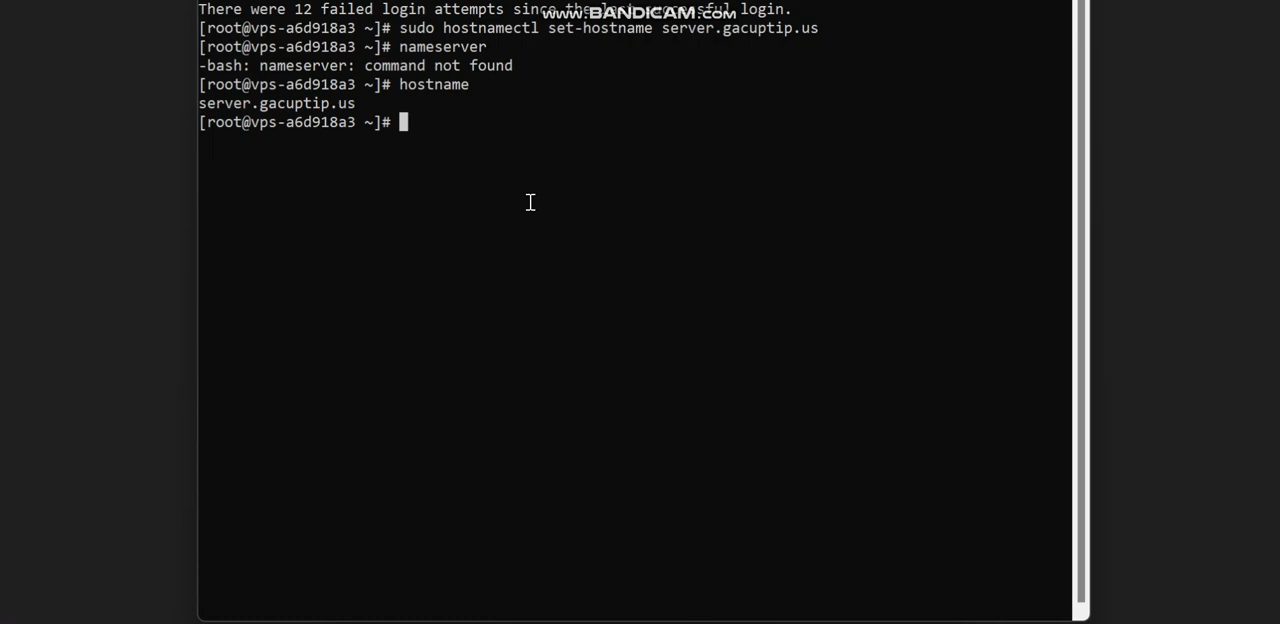 There were 12 failed login attempts since the last successful login.
www.BANDICAM.com
[root@vps-a6d918a3 ~]# sudo hostnamectl set-hostname server.gacuptip.us
[root@vps-a6d918a3 ~]# nameserver
-bash: nameserver: command not found
[root@vps-a6d918a3 ~]# hostname
server.gacuptip.us
[root@vps-a6d918a3 ~]#